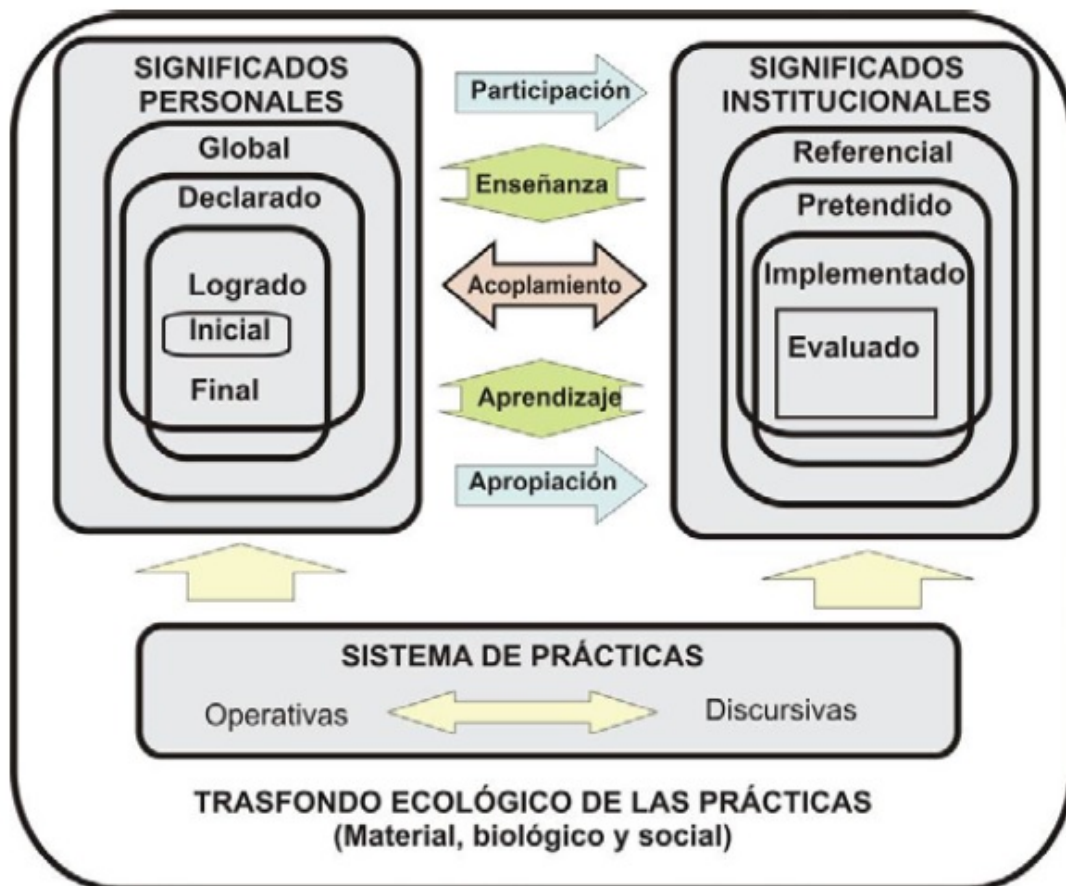 SIGNIFICADOS
PERSONALES
Global
Declarado
Logrado
Inicial
Final
Participación
Enseñanza
Acoplamiento
Aprendizaje
Apropiación
SIGNIFICADOS
INSTITUCIONALES
Referencial
Pretendido
Implementado
Evaluado
SISTEMA DE PRÁCTICAS
Operativas
Discursivas
TRASFONDO ECOLÓGICO DE LAS PRÁCTICAS
(Material, biológico y social)